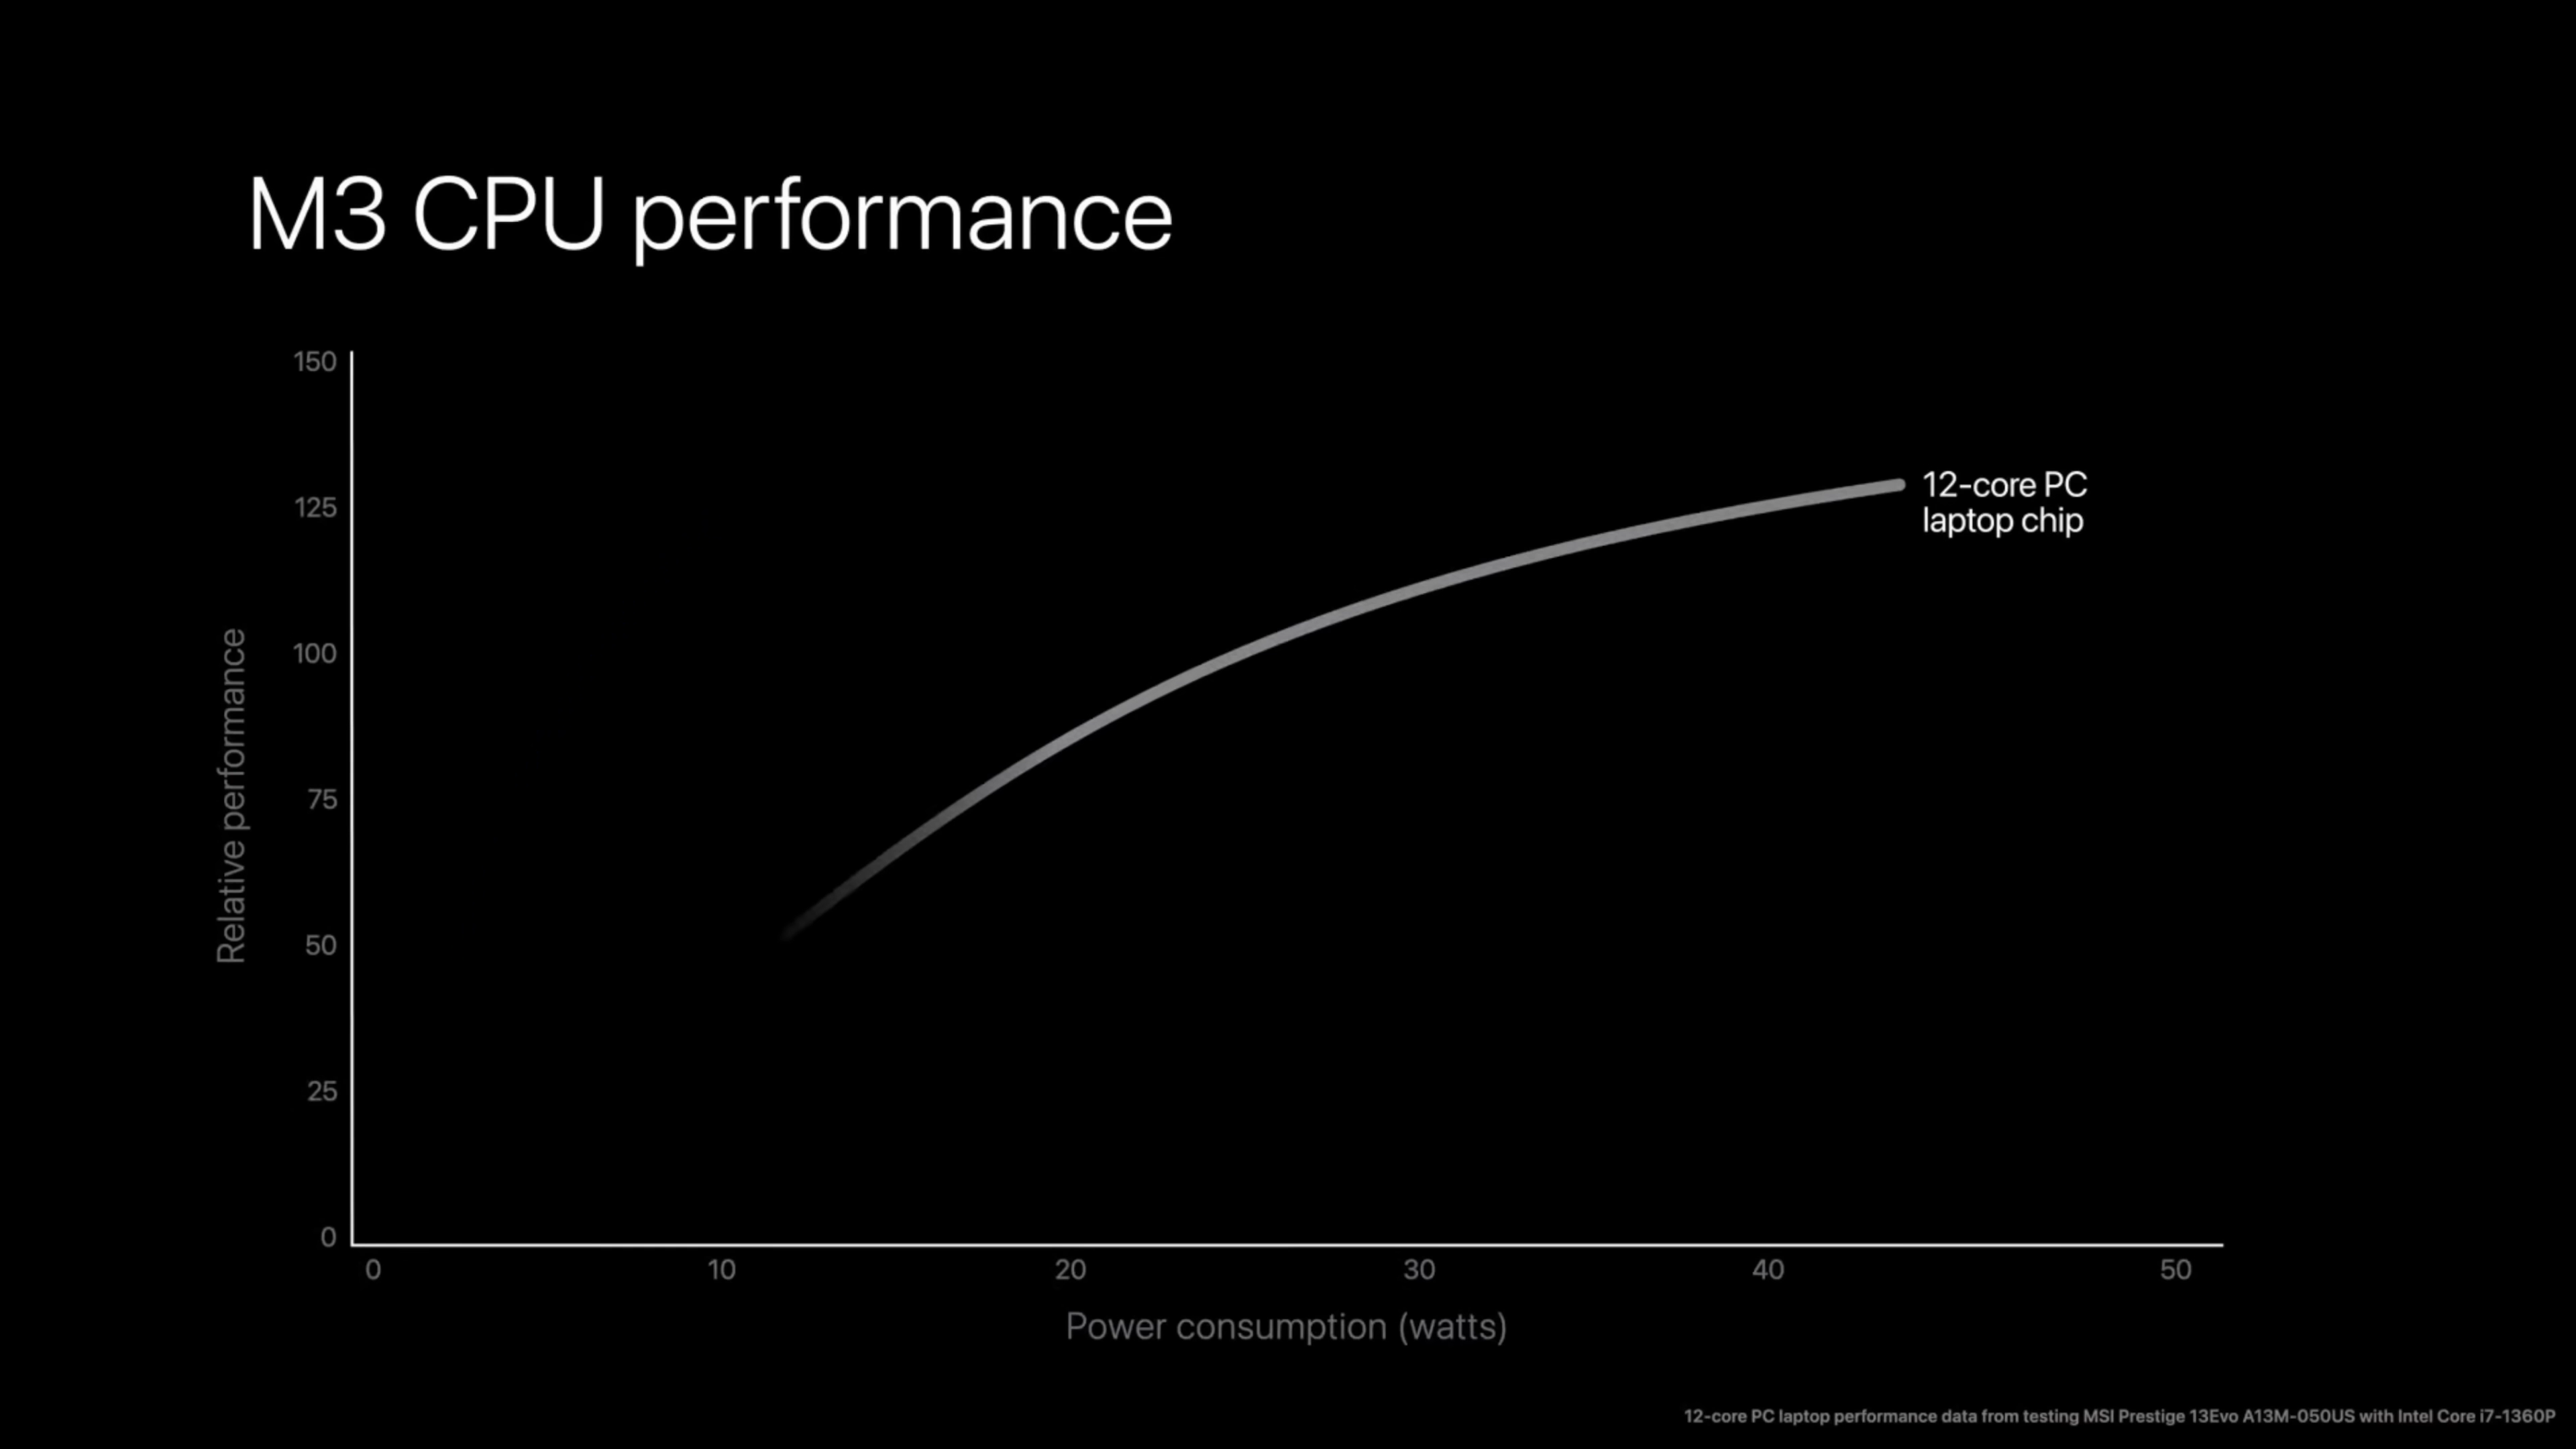 M3 CPU performance
150
125
100
75
50
25
0
Relative performance
12-core PC
laptop chip
0 10 20 30 40 50
Power consumption (watts)
12-core PC laptop performance data from testing MSI Prestige 13Evo A13M-050US with Intel Core i7-1360P